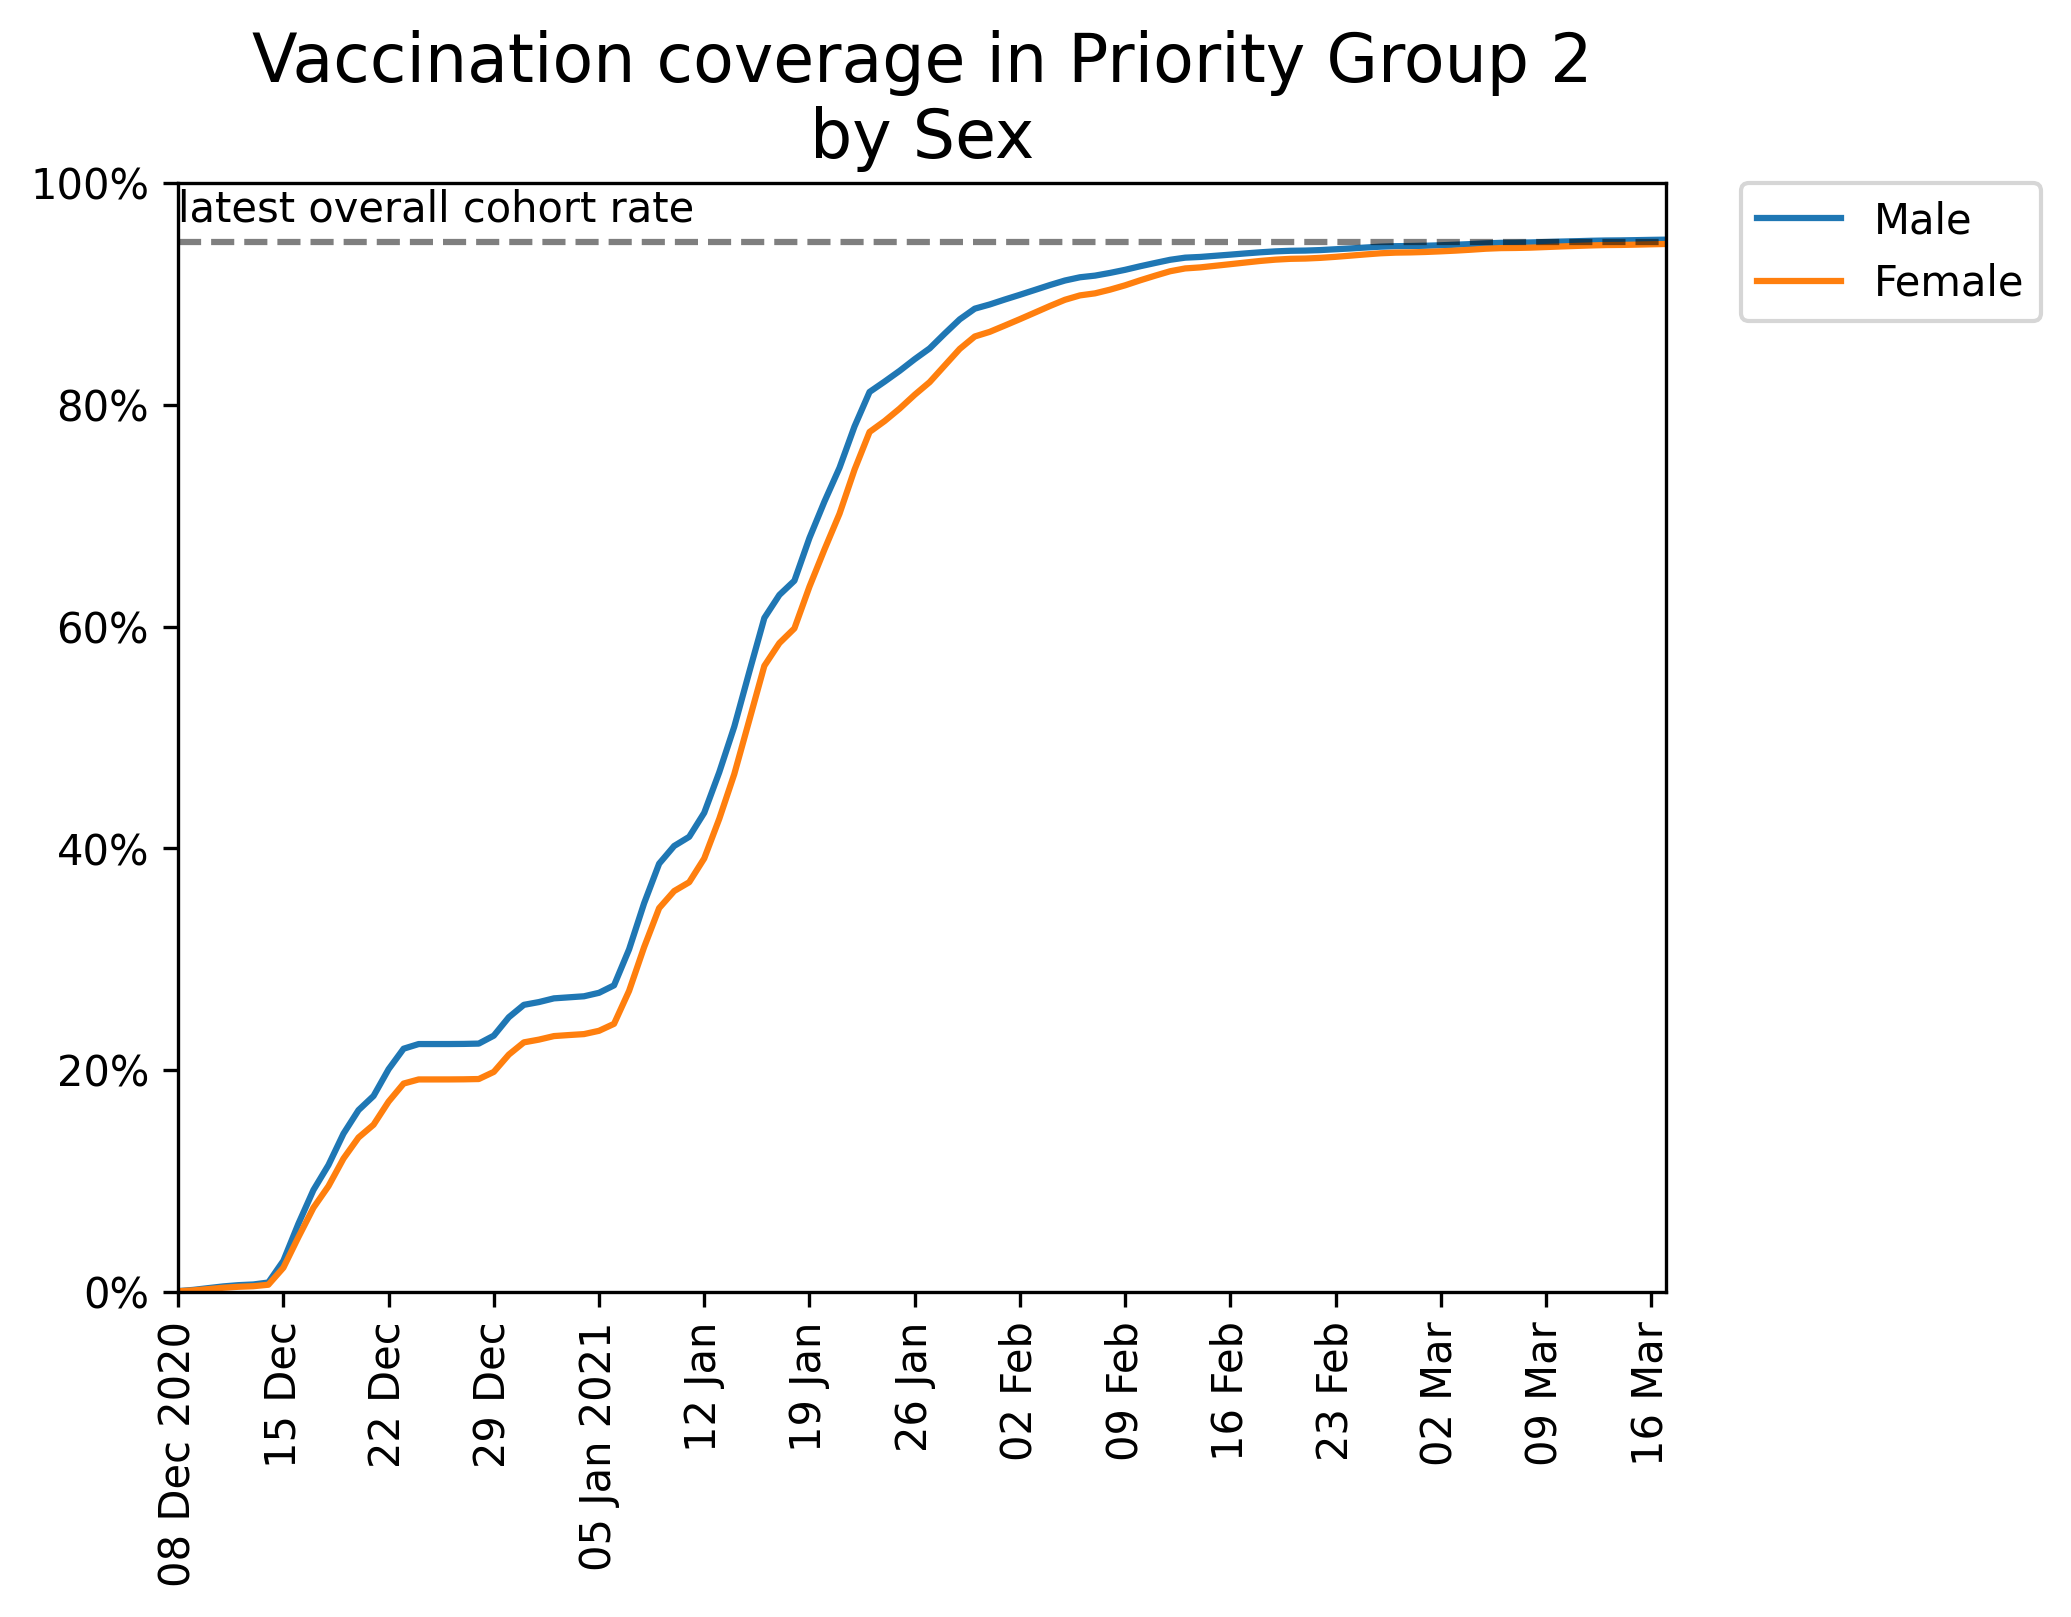 Vaccination coverage in Priority Group 2
by Sex
100%
80%
60%
40%
20%
0%
latest overall cohort rate
Male
Female
08 Dec 2020
15 Dec
22 Dec
29 Dec
05 Jan 2021
12 Jan
19 Jan
26 Jan
02 Feb
09 Feb
16 Feb
23 Feb
02 Mar
09 Mar
16 Mar